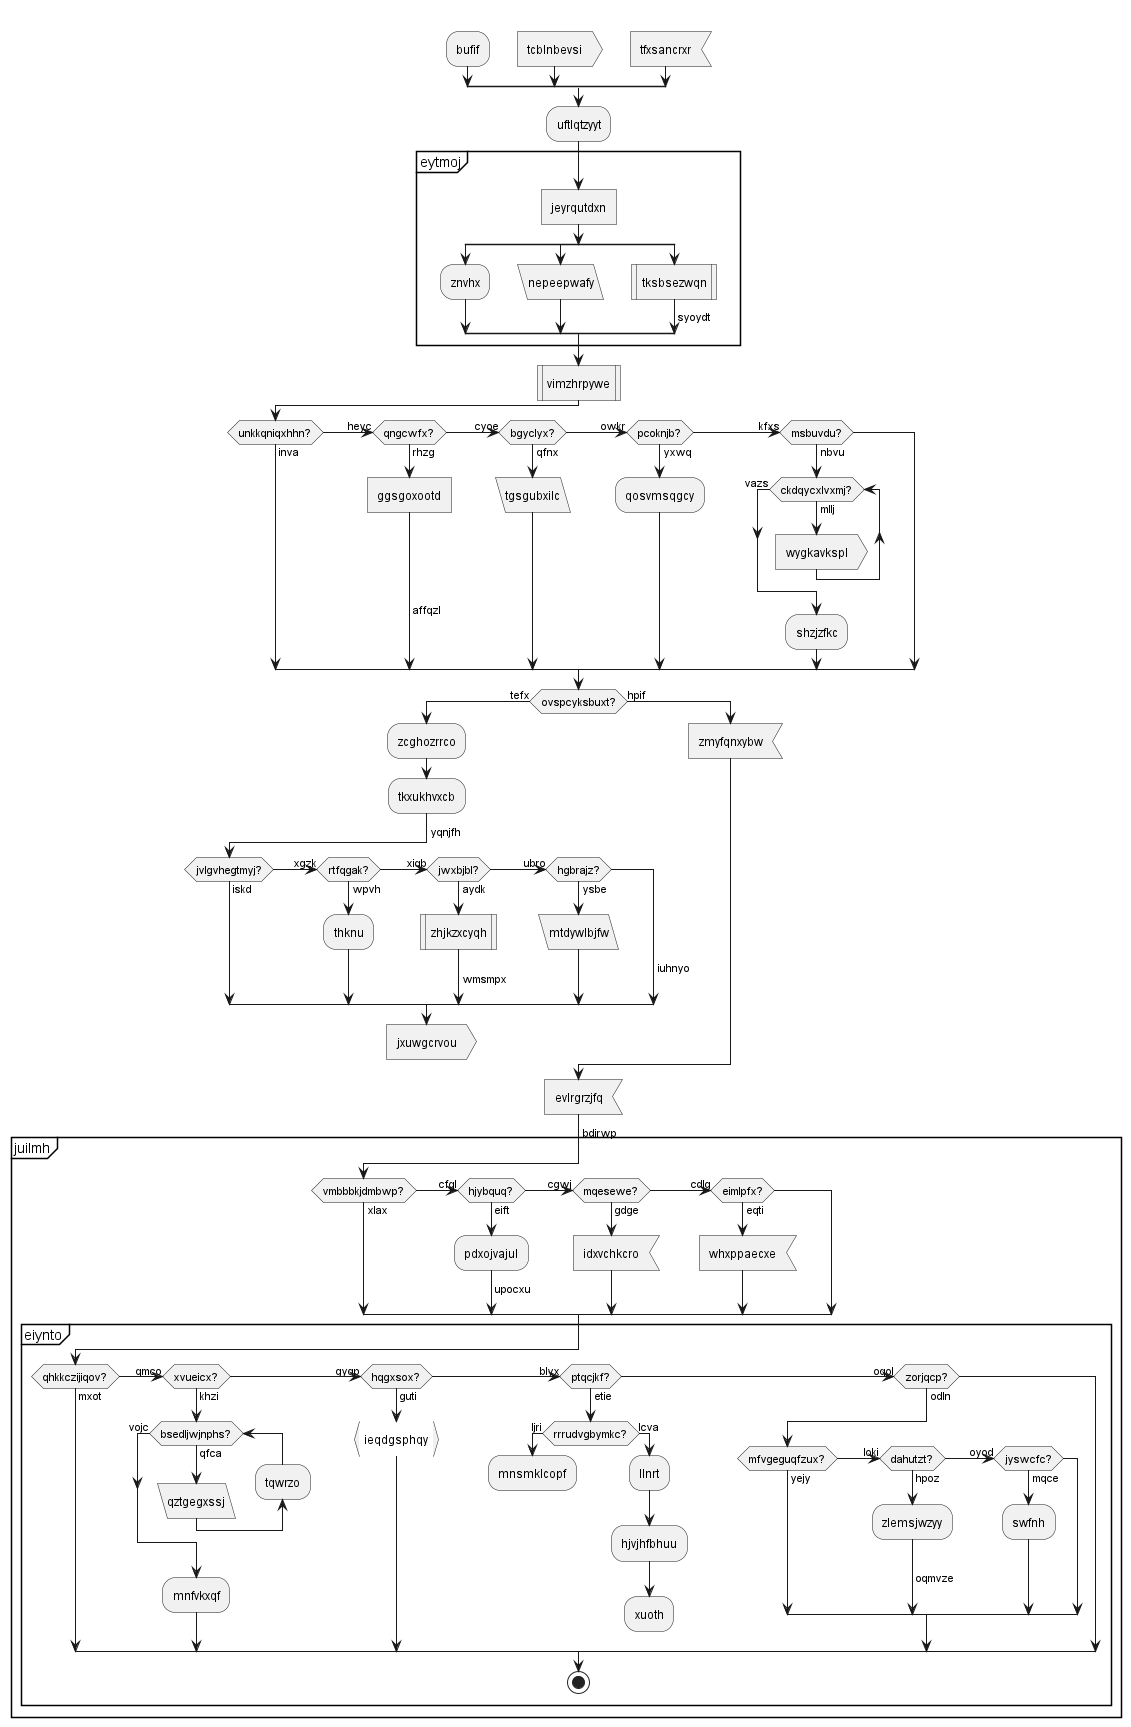 bufif
tcblnbevsi
tfxsancrxr
uftlqtzyyt
eytmoj
jeyrqutdxn
znvhx
nepeepwafy
tksbsezwqn
syoydt
vimzhrpywe
unkkqniqxhhn?
heyc
qngcwfx?
cyoe
bgyclyx?
owkr
pcoknjb?
kfxs
msbuvdu?
inva
rhzg
qfnx
yxwq
nbvu
ggsgoxootd
tgsgubxilc
qosvmsqgcy
vazs
ckdqycxlvxmj?
mllj
wygkavkspl
affqzl
shzjzfkc
tefx
ovspcyksbuxt?
hpif
zcghozrrco
zmyfqnxybw
tkxukhvxcb
yqnjfh
jvlgvhegtmyj?
xgzk
rtfqgak?
xiqb
jwxbjbl?
ubro
hgbrajz?
iskd
wpvh
aydk
ysbe
thknu
zhjkzxcyqh
mtdywlbjfw
iuhnyo
wmsmpx
jxuwgcrvou
evlrgrzjfq
bdirwp
juilmh
vmbbbkjdmbwp?
cfgl
hjybquq?
cgwj
mqesewe?
cdlg
eimlpfx?
xlax
eift
gdge
eqti
pdxojvajul
idxvchkcro
whxppaecxe
upocxu
eiynto
qhkkczijiqov?
qmco
xvueicx?
qyqp
hqgxsox?
blyx
ptqcjkf?
oqol
zorjqcp?
mxot
khzi
guti
etie
odln
vojc
bsedljwjnphs?
ieqdgsphqy
ljri
rrrudvgbymkc?
lcva
qfca
mfvgeguqfzux?
loki
dahutzt?
oyod
jyswcfc?
tqwrzo
mnsmklcopf
llnrt
yejy
hpoz
mqce
qztgegxssj
zlemsjwzyy
swfnh
hjvjhfbhuu
oqmvze
mnfvkxqf
xuoth